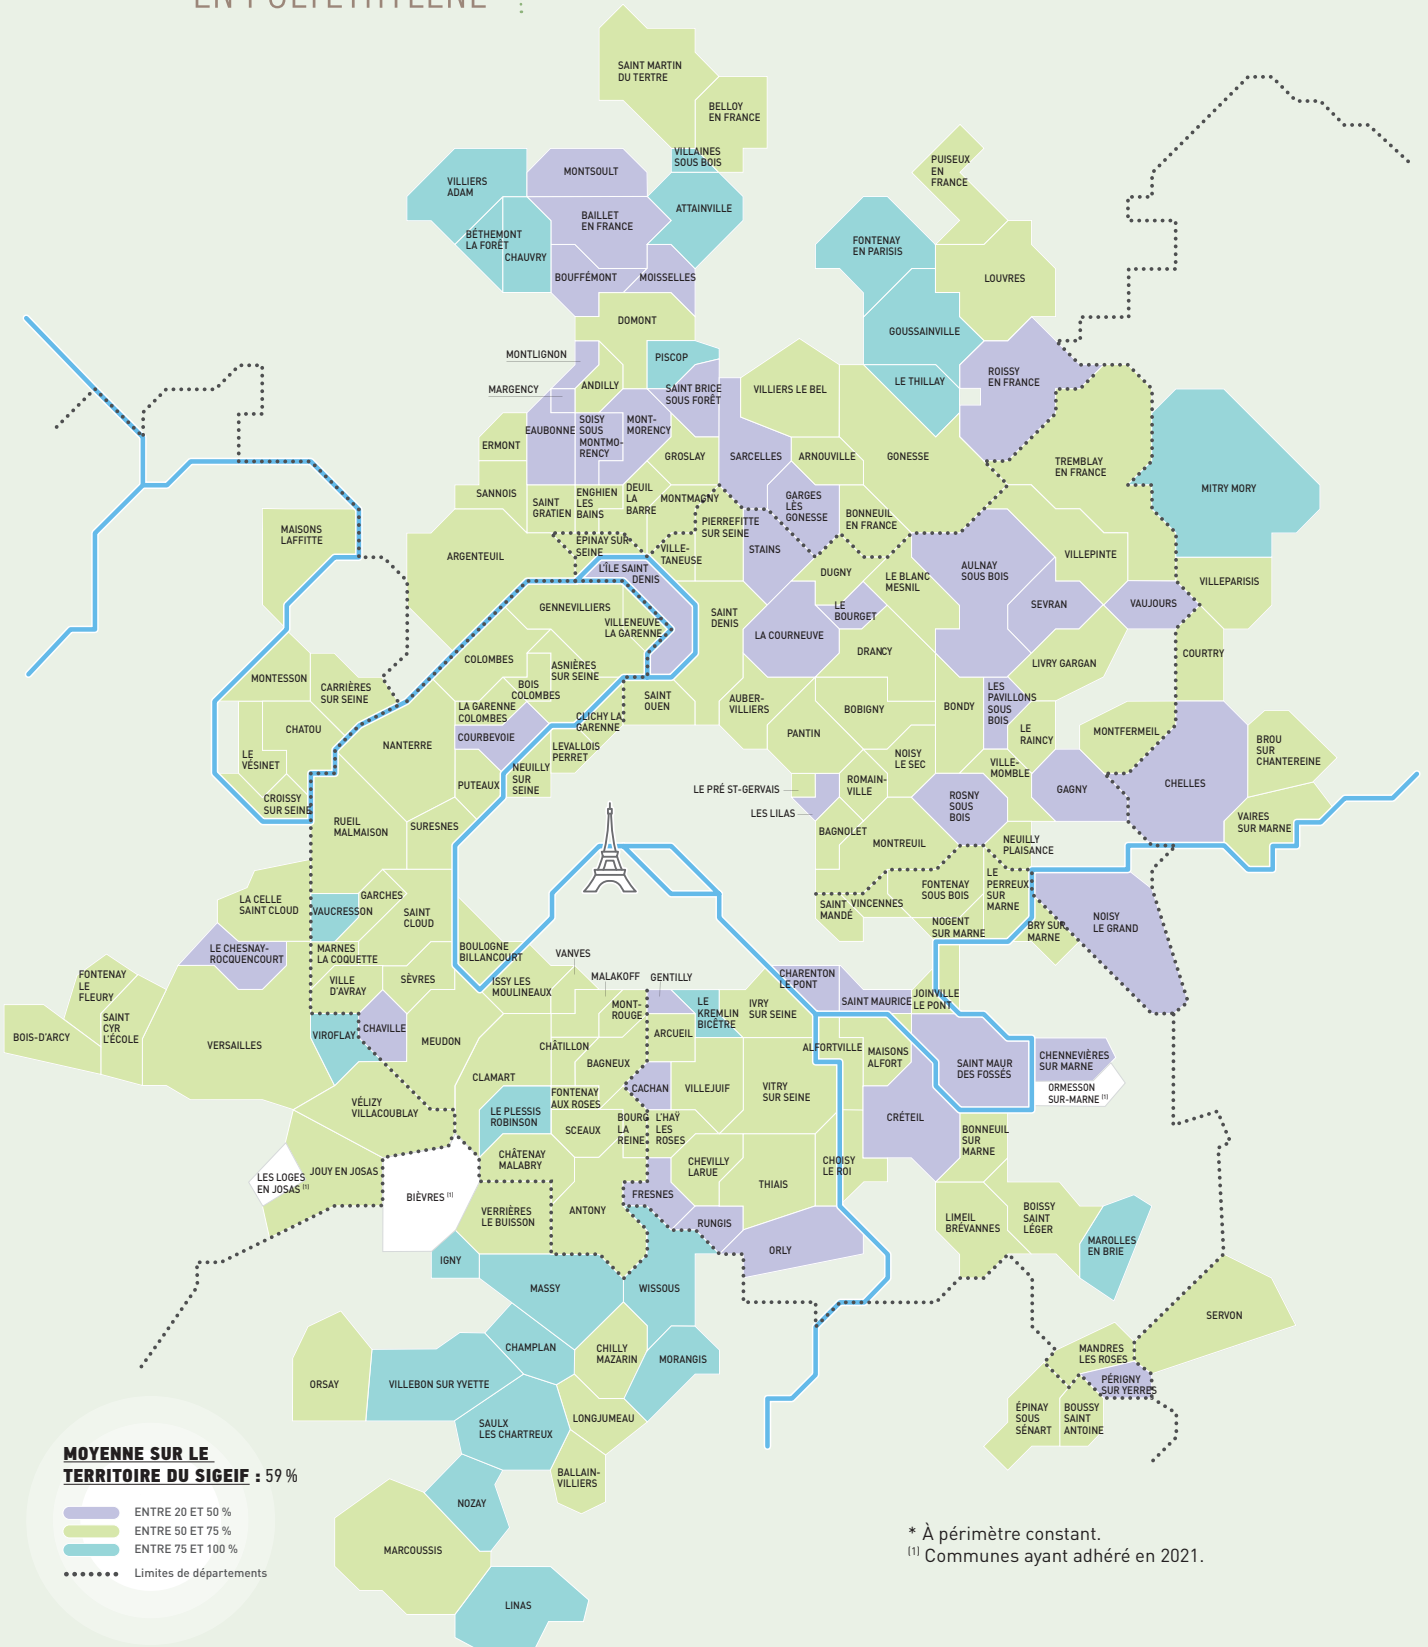 EN POLYÉTHYLÈNE
SAINT MARTIN
DU TERTRE
BELLOY
EN FRANCE
VILLAINES
SOUS BOIS
PUISEUX
EN
FRANCE
VILLIERS
ADAM
MONTSOULT
ATTAINVILLE
BAILLET
EN FRANCE
BÉTHEMONT
LA FORÊT
CHAUVRY
FONTENAY
EN PARISIS
BOUFFÉMONT
MOISSELLES
LOUVRES
DOMONT
GOUSSAINVILLE
MONTLIGNON
PISCOP
ROISSY
EN FRANCE
MARGENCY
ANDILLY
SAINT BRICE
SOUS FORÊT
VILLIERS LE BEL
LE THILLAY
EAUBONNE
SOISY
SOUS
MONTMO-
RENCY
MONT-
MORENCY
ERMONT
GROSLAY
SARCELLES
ARNOUVILLE
GONESSE
TREMBLAY
EN FRANCE
MITRY MORY
SANNOIS
SAINT
GRATIEN
ENGHIEN
LES
BAINS
DEUIL
LA
BARRE
MONTMAGNY
GARGES
LÈS
GONESSE
BONNEUIL
EN FRANCE
PIERREFITTE
SUR SEINE
MAISONS
LAFFITTE
ARGENTEUIL
EPINAY SUR
SEINE
VILLE-
TANEUSE
STAINS
VILLEPINTE
L'ÎLE SAINT
DENIS
DUGNY
LE BLANC
MESNIL
AULNAY
SOUS BOIS
VILLEPARISIS
GENNEVILLIERS
VILLENEUVE
LA GARENNE
SAINT
DENIS
LE
BOURGET
SEVRAN
VAUJOURS
LA COURNEUVE
COLOMBES
ASNIÈRES
SUR SEINE
DRANCY
LIVRY GARGAN
COURTRY
MONTESSON
CARRIÈRES
SUR SEINE
BOIS
COLOMBES
SAINT
OUEN
AUBER-
VILLIERS
BOBIGNY
BONDY
LES
PAVILLONS
SOUS
BOIS
LA GARENNE
COLOMBES
CLICHY LA
GARENNE
CHATOU
COURBEVOIE
PANTIN
LE
RAINCY
MONTFERMEIL
BROU
SUR
CHANTEREINE
NANTERRE
LEVALLOIS
PERRET
LE
VÉSINET
NOISY
LE SEC
VILLE-
MOMBLE
PUTEAUX
NEUILLY
SUR
SEINE
LE PRÉ ST-GERVAIS
ROMAIN-
VILLE
ROSNY
SOUS
BOIS
GAGNY
CHELLES
CROISSY
SUR SEINE
LES LILAS
VAIRES
SUR MARNE
RUEIL
MALMAISON
SURESNES
BAGNOLET
MONTREUIL
NEUILLY
PLAISANCE
LA CELLE
SAINT CLOUD
GARCHES
VAUCRESSON
SAINT
CLOUD
SAINT
MANDÉ
VINCENNES
FONTENAY
SOUS BOIS
LE
PERREUX
SUR
MARNE
NOGENT
SUR MARNE
BRY SUR
MARNE
NOISY
LE GRAND
LE CHESNAY-
ROCQUENCOURT
MARNES
LA COQUETTE
BOULOGNE
BILLANCOURT
VANVES
FONTENAY
LE
FLEURY
VILLE
D'AVRAY
SÈVRES
ISSY LES
MOULINEAUX
MALAKOFF
GENTILLY
CHARENTON
LE PONT
SAINT MAURICE
JOINVILLE
LE PONT
SAINT
CYR
L'ÉCOLE
MONT-
ROUGE
LE
KREMLIN
BICÊTRE
IVRY
SUR SEINE
BOIS-D'ARCY
VERSAILLES
VIROFLAY
CHAVILLE
MEUDON
CHÂTILLON
ARCUEIL
ALFORTVILLE
MAISONS
ALFORT
SAINT MAUR
DES FOSSÉS
CHENNEVIÈRES
SUR MARNE
CLAMART
BAGNEUX
CACHAN
VILLEJUIF
VITRY
SUR SEINE
ORMESSON
SUR-MARNE (1)
VÉLIZY
VILLACOUBLAY
LE PLESSIS
ROBINSON
FONTENAY
AUX ROSES
SCEAUX
BOURG
LA
REINE
L'HAŸ
LES
ROSES
CRÉTEIL
BONNEUIL
SUR
MARNE
LES LOGES
EN JOSAS (1)
JOUY EN JOSAS
CHÂTENAY
MALABRY
CHEVILLY
LARUE
CHOISY
LE ROI
THIAIS
BIÈVRES (1)
VERRIÈRES
LE BUISSON
ANTONY
FRESNES
RUNGIS
ORLY
LIMEIL
BRÉVANNES
BOISSY
SAINT
LÉGER
MAROLLES
EN BRIE
IGNY
MASSY
WISSOUS
SERVON
CHAMPLAN
CHILLY
MAZARIN
MORANGIS
MANDRES
LES ROSES
ORSAY
VILLEBON SUR YVETTE
PÉRIGNY
SUR YERRES
SAULX
LES CHARTREUX
LONGJUMEAU
ÉPINAY
SOUS
SÉNART
BOUSSY
SAINT
ANTOINE
BALLAIN-
VILLIERS
NOZAY
MARCOUSSIS
LINAS
MOYENNE SUR LE
TERRITOIRE DU SIGEIF : 59 %
ENTRE 20 ET 50 %
ENTRE 50 ET 75 %
ENTRE 75 ET 100 %
Limites de départements
* À périmètre constant.
(1) Communes ayant adhéré en 2021.